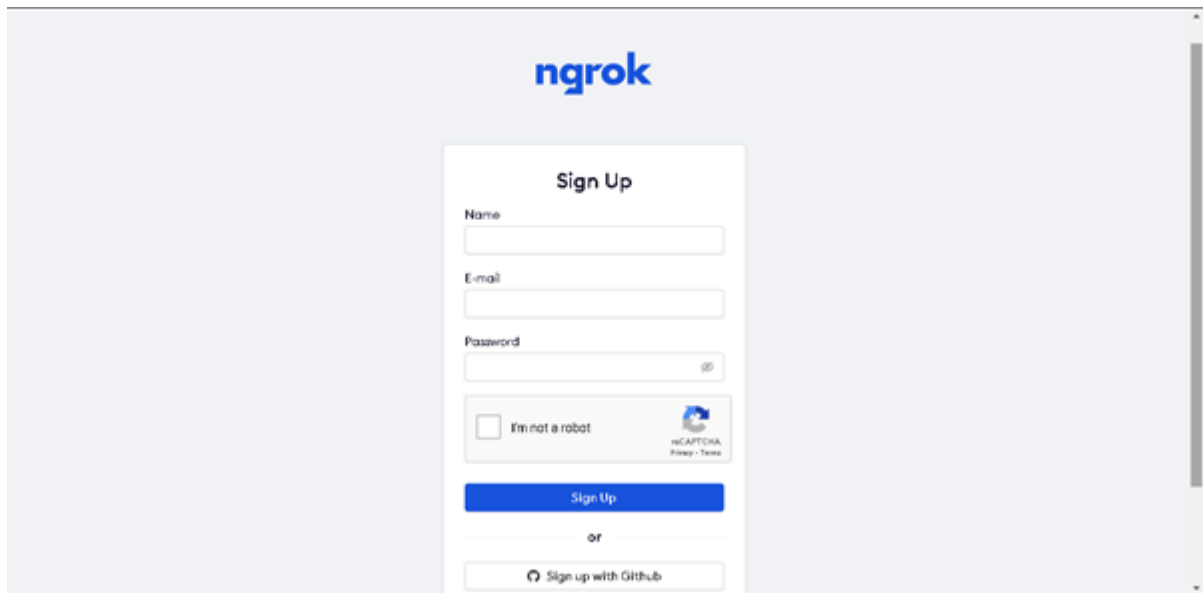 ngrok
Sign Up
Name
E-mail
Password
I'm not a robot
reCAPTCHA
Privacy - Terms
Sign Up
or
Sign up with Github